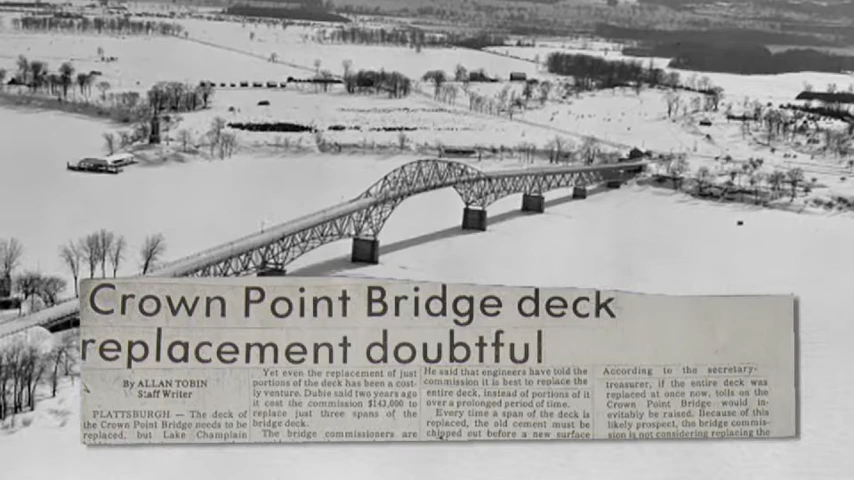 Crown Point Bridge deck
replacement doubtful
By ALLAN TOBIN
Staff Writer
PLATTSBURGH — The deck of
the Crown Point Bridge needs to be
replaced, but Lake Champlain
Yet even the replacement of just
portions of the deck has been a cost-
ly venture. Dubie said two years ago
it cost the commission $143,000 to
replace just three spans of the
bridge deck.
The bridge commissioners are
He said that engineers have told the
commission it is best to replace the
entire deck, instead of portions of it
over a prolonged period of time.
Every time a span of the deck is
replaced, the old cement must be
chipped out before a new surface
According to the secretary-
treasurer, if the entire deck was
replaced at once now, tolls on the
Crown Point Bridge would in-
evitably be raised. Because of this
likely prospect, the bridge commis-
sion is not considering replacing the